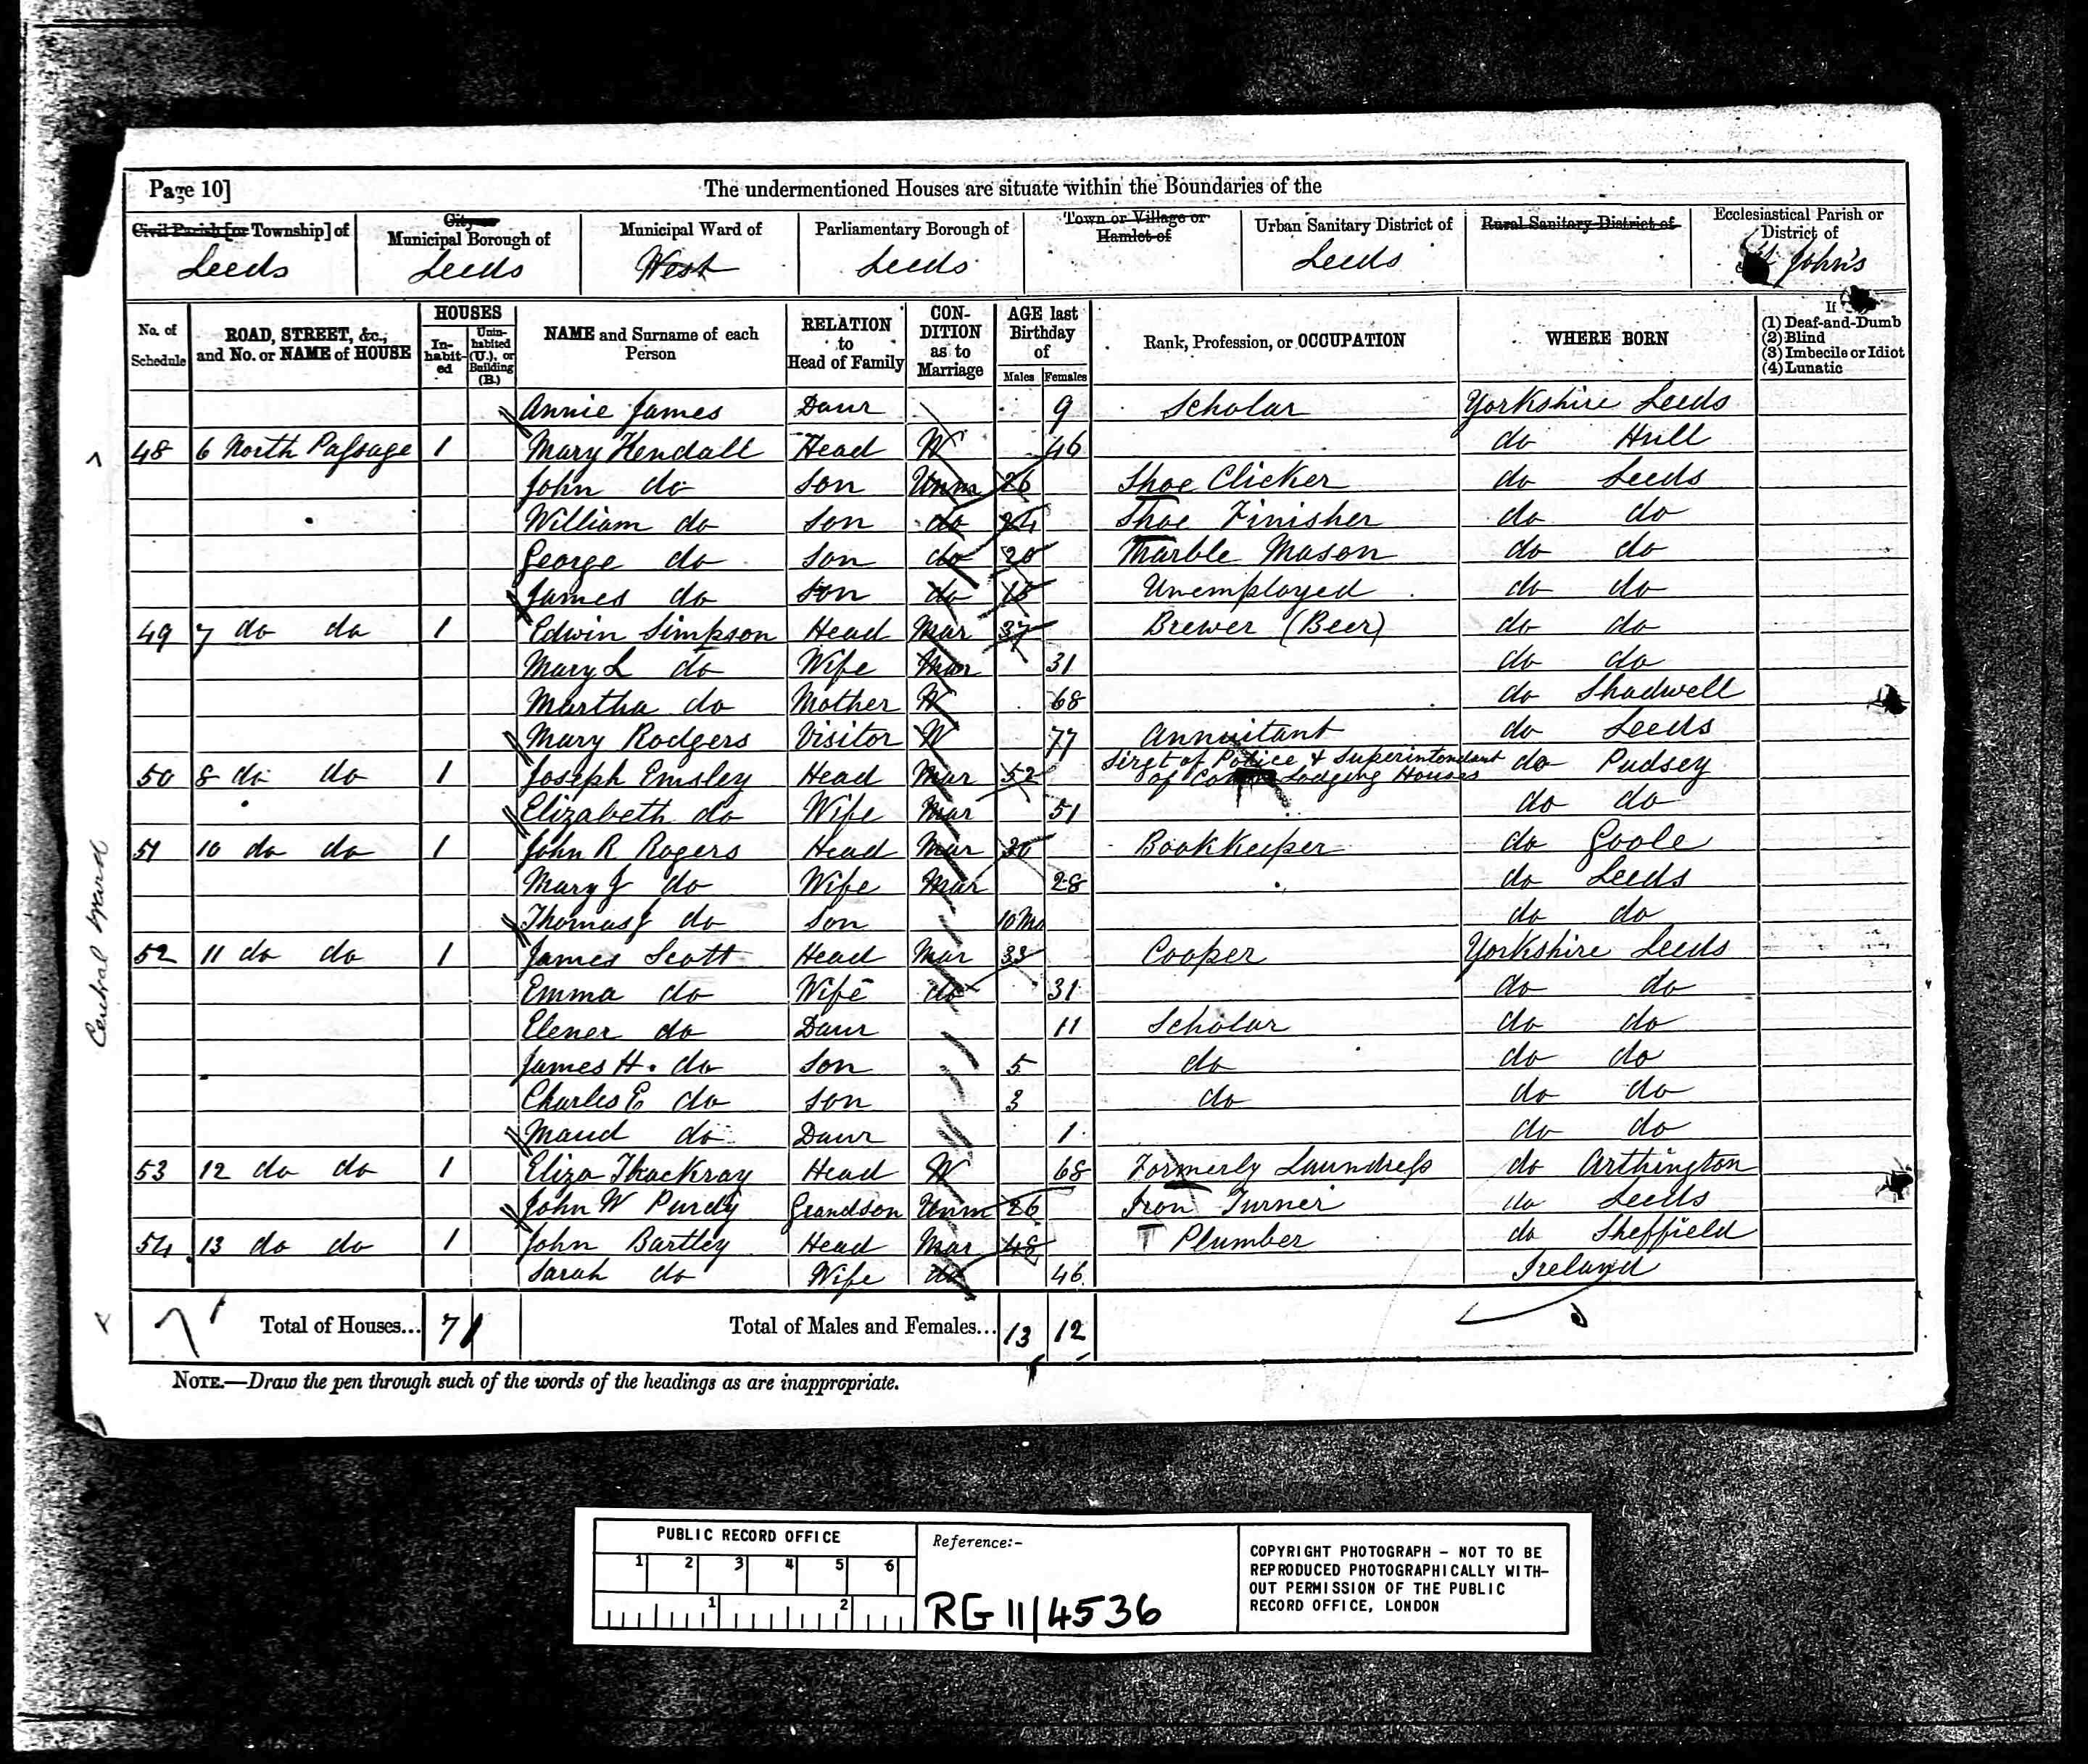 Page 10]
The undermentioned Houses are situate within the Boundaries of the
Civil Parish [or Township] of Leeds
City or Municipal Borough of Leeds
Municipal Ward of West
Parliamentary Borough of Leeds
Town or Village or Hamlet of
Urban Sanitary District of Leeds
Rural Sanitary District of
Ecclesiastical Parish or District of St John's
No. of Schedule
ROAD, STREET, &c., and No. or NAME of HOUSE
HOUSES
In-habit-ed
Unin-habited (U.), or Building (B.)
NAME and Surname of each Person
RELATION to Head of Family
CON-DITION as to Marriage
AGE last Birthday of
Males Females
Rank, Profession, or OCCUPATION
WHERE BORN
If
(1) Deaf-and-Dumb
(2) Blind
(3) Imbecile or Idiot
(4) Lunatic
Annie James Daur 9 Scholar Yorkshire Leeds
48 6 North Passage 1 Mary Kendall Head W 46 do Hull
John do Son Unm 26 Shoe Clicker do Leeds
William do Son do 24 Shoe Finisher do do
George do Son do 20 Marble Mason do do
James do Son do 18 Unemployed do do
49 7 do do 1 Edwin Simpson Head Mar 37 Brewer (Beer) do do
Mary L do Wife Mar 31 do do
Martha do Mother W 68 do Shadwell
Mary Rodgers Visitor W 77 Annuitant do Leeds
50 8 do do 1 Joseph Emsley Head Mar 52 Sirgt of Police & Superintendant of Comn Lodging Houses do Pudsey
Elizabeth do Wife Mar 51 do do
51 10 do do 1 John R Rogers Head Mar 30 Bookkeeper do Goole
Mary J do Wife Mar 28 do Leeds
Thomas J do Son 10 Mo do do
52 11 do do 1 James Scott Head Mar 33 Cooper Yorkshire Leeds
Emma do Wife do 31 do do
Elener do Daur 11 Scholar do do
James H. do Son 5 do do do
Charles E do Son 3 do do do
Maud do Daur 1 do do
53 12 do do 1 Eliza Thackray Head W 68 Formerly Laundress do Arthington
John W Purdy Grandson Unm 26 Iron Turner do Leeds
54 13 do do 1 John Bartley Head Mar 48 Plumber do Sheffield
Sarah do Wife do 46 Ireland
Total of Houses... 7
Total of Males and Females... 13 12
NOTE.—Draw the pen through such of the words of the headings as are inappropriate.
Central Ward
PUBLIC RECORD OFFICE
1 2 3 4 5 6
1 2
Reference:-
RG 11/4536
COPYRIGHT PHOTOGRAPH - NOT TO BE
REPRODUCED PHOTOGRAPHICALLY WITH-
OUT PERMISSION OF THE PUBLIC
RECORD OFFICE, LONDON